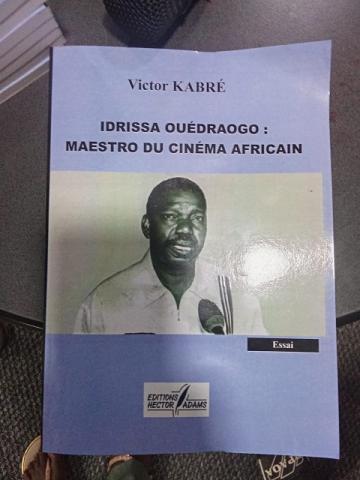 Victor KABRÉ
IDRISSA OUÉDRAOGO :
MAESTRO DU CINÉMA AFRICAIN
Essai
EDITIONS
HECTOR ADAMS